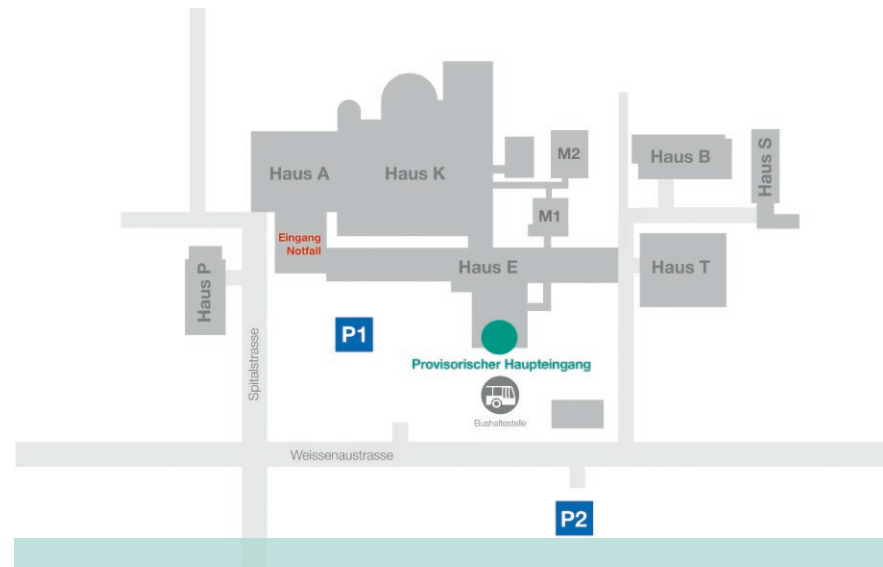 Haus A
Haus K
M2
Haus B
Haus S
M1
Eingang
Notfall
Haus E
Haus T
Haus P
Spitalstrasse
P1
Provisorischer Haupteingang
Bushaltestelle
Weissenaustrasse
P2